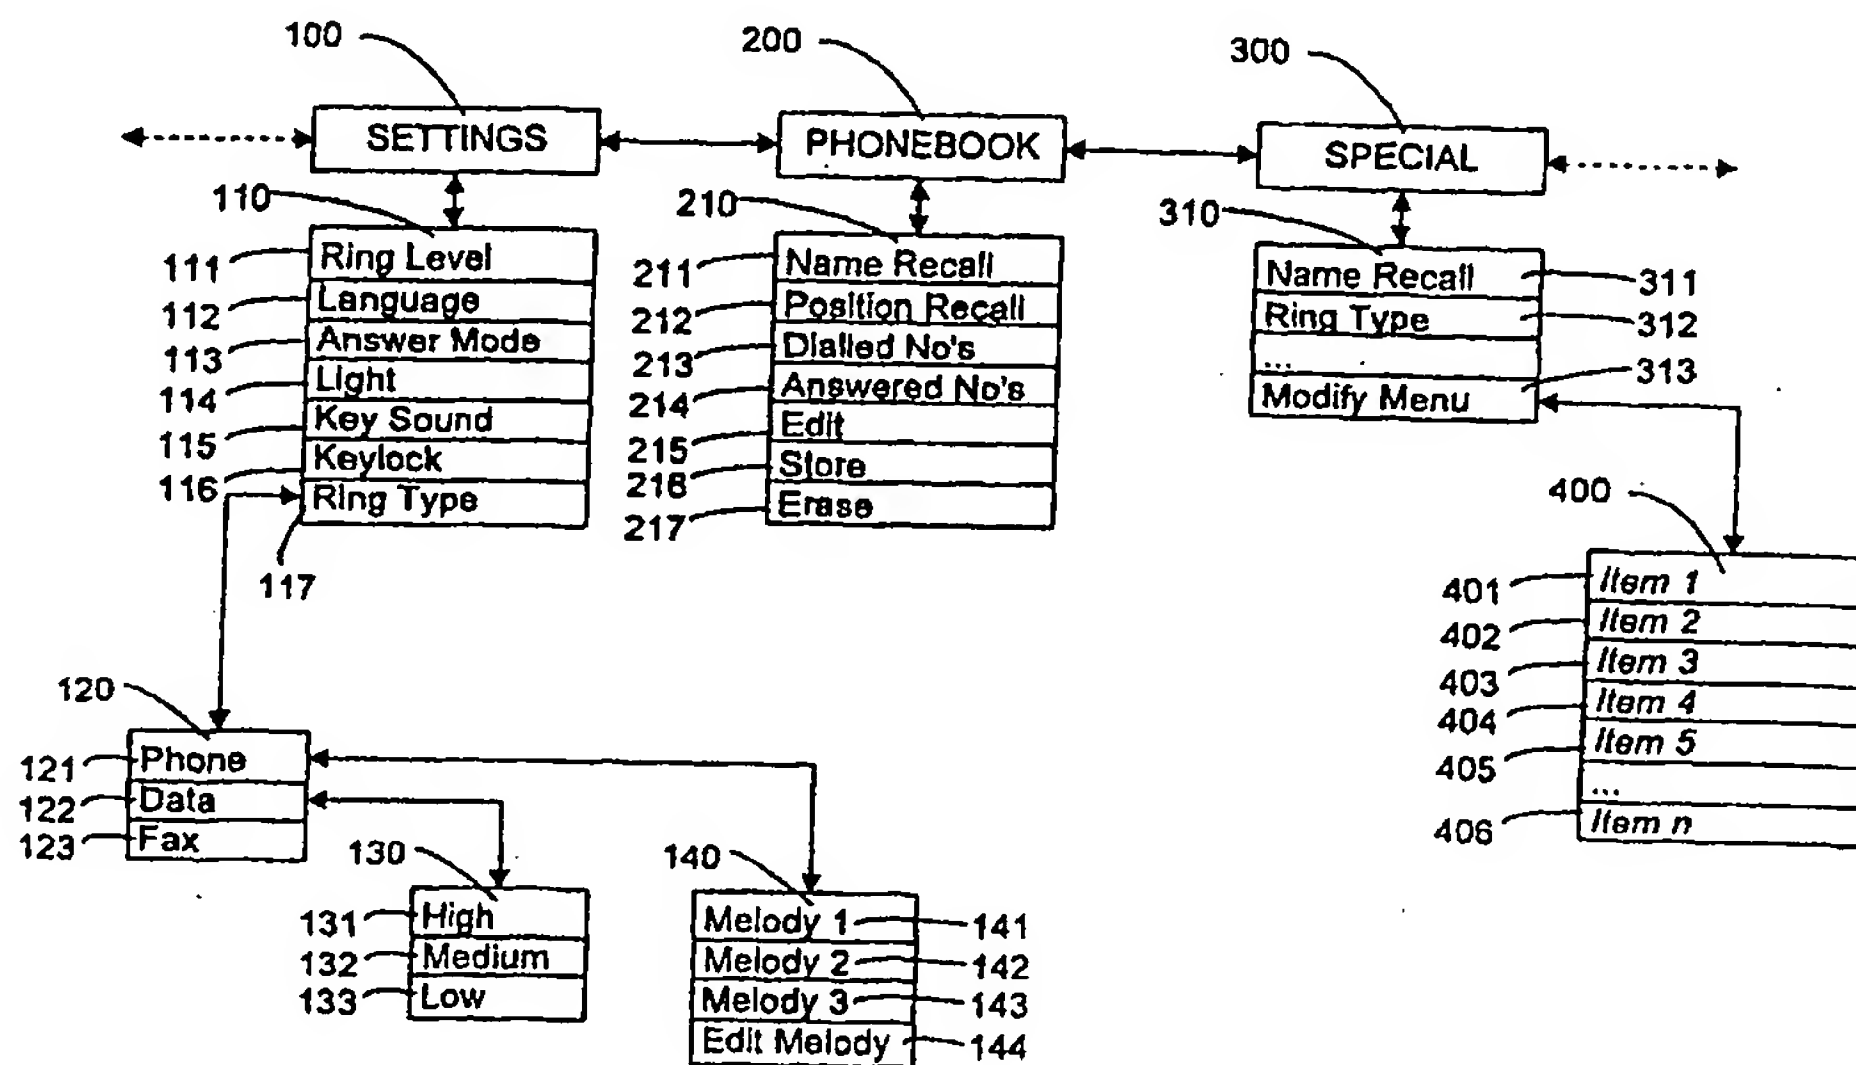 100
200
300
SETTINGS
PHONEBOOK
SPECIAL
110
210
310
111 Ring Level
112 Language
113 Answer Mode
114 Light
115 Key Sound
116 Keylock
Ring Type
117
211 Name Recall
212 Position Recall
213 Dialled No's
214 Answered No's
215 Edit
216 Store
217 Erase
Name Recall 311
Ring Type 312
...
Modify Menu 313
400
401 Item 1
402 Item 2
403 Item 3
404 Item 4
405 Item 5
...
406 Item n
120
121 Phone
122 Data
123 Fax
130
131 High
132 Medium
133 Low
140
Melody 1 141
Melody 2 142
Melody 3 143
Edit Melody 144